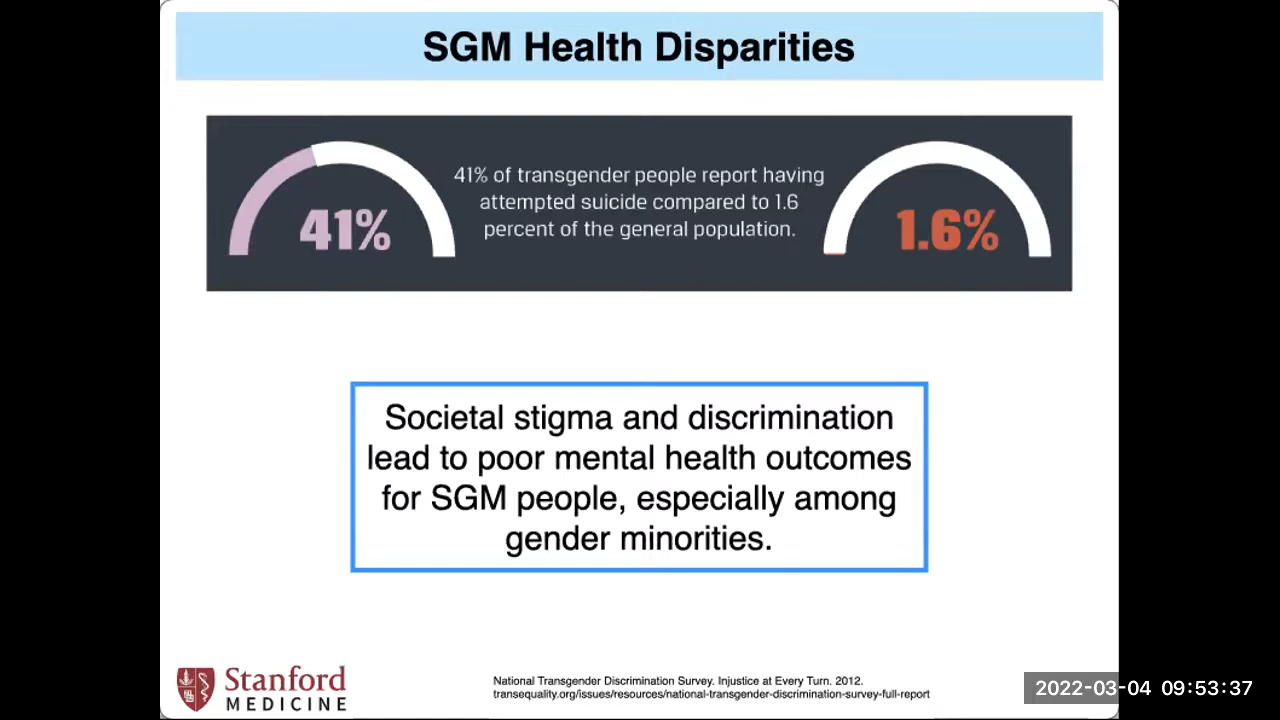 SGM Health Disparities
41%
41% of transgender people report having
attempted suicide compared to 1.6
percent of the general population.
1.6%
Societal stigma and discrimination
lead to poor mental health outcomes
for SGM people, especially among
gender minorities.
Stanford
MEDICINE
National Transgender Discrimination Survey. Injustice at Every Turn. 2012.
transequality.org/issues/resources/national-transgender-discrimination-survey-full-report
2022-03-04 09:53:37